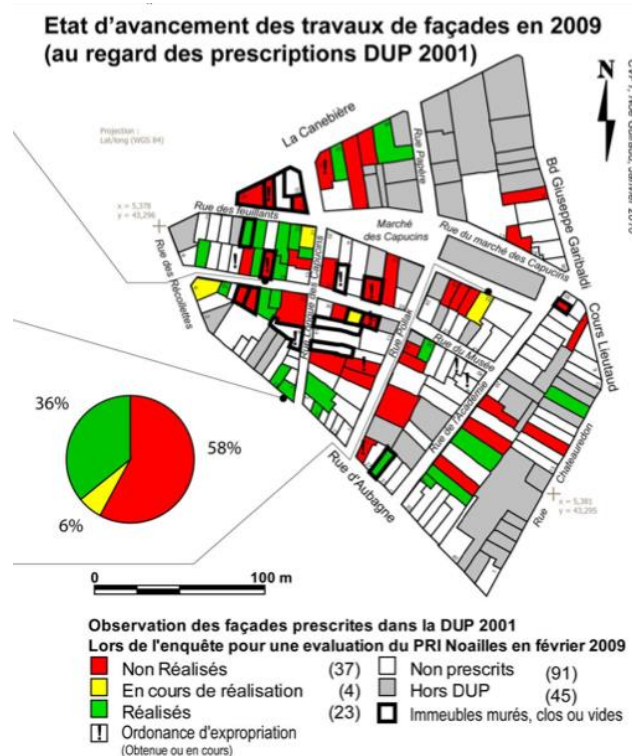 Etat d'avancement des travaux de façades en 2009
(au regard des prescriptions DUP 2001)
N
Projection :
Lat/long (WGS 84)
La Canebière
Rue Papère
Bd Giuseppe Garibaldi
x = 5,378
y = 43,296
Rue des feuillants
Marché
des Capucins
Rue du marché des Capucins
Rue des Récollettes
Rue longue des Capucins
Cours Lieutaud
Rue Pollak
Rue du Musée
Rue de l'Académie
Rue Chateauredon
Rue d'Aubagne
x = 5,381
y = 43,295
36%
58%
6%
0 100 m
Observation des façades prescrites dans la DUP 2001
Lors de l'enquête pour une evaluation du PRI Noailles en février 2009
Non Réalisés (37)
En cours de réalisation (4)
Réalisés (23)
! Ordonance d'expropriation
(Obtenue ou en cours)
Non prescrits (91)
Hors DUP (45)
Immeubles murés, clos ou vides